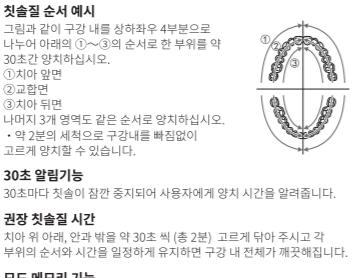 칫솔질 순서 예시
그림과 같이 구강 내를 상하좌우 4부분으로
나누어 아래의 ①～③의 순서로 한 부위를 약
30초간 양치하십시오.
①치아 앞면
②교합면
③치아 뒤면
나머지 3개 영역도 같은 순서로 양치하십시오.
・약 2분의 세척으로 구강내를 빠짐없이
고르게 양치할 수 있습니다.
①
②
③
30초 알림기능
30초마다 칫솔이 잠깐 중지되어 사용자에게 양치 시간을 알려줍니다.
권장 칫솔질 시간
치아 위 아래, 안과 밖을 약 30초 씩 (총 2분) 고르게 닦아 주시고 각
부위의 순서와 시간을 일정하게 유지하면 구강 내 전체가 깨끗해집니다.
모드 메모리 기능